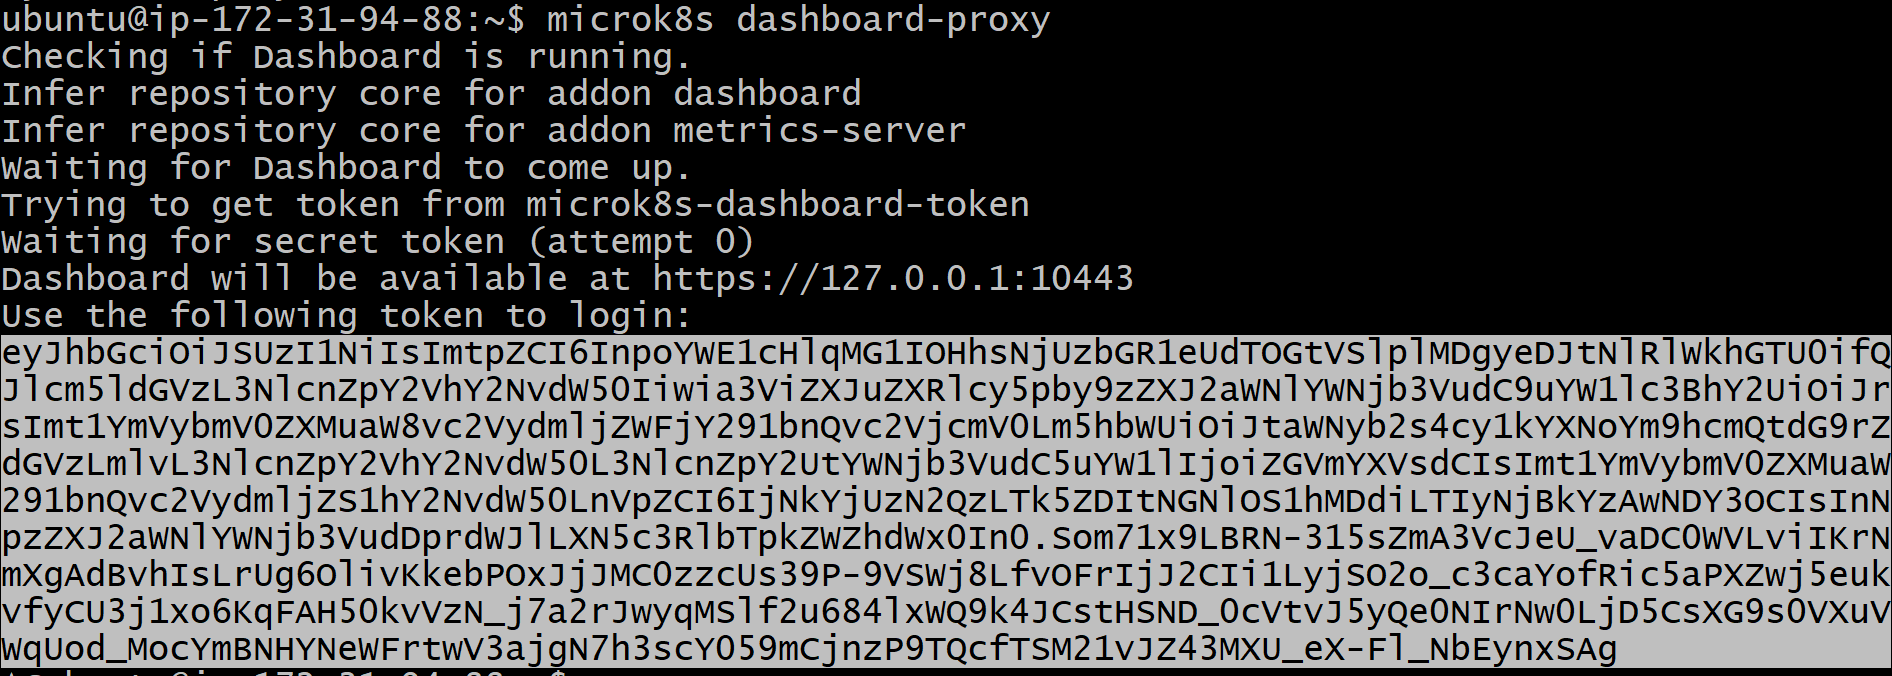 ubuntu@ip-172-31-94-88:~$ microk8s dashboard-proxy
Checking if Dashboard is running.
Infer repository core for addon dashboard
Infer repository core for addon metrics-server
Waiting for Dashboard to come up.
Trying to get token from microk8s-dashboard-token
Waiting for secret token (attempt 0)
Dashboard will be available at https://127.0.0.1:10443
Use the following token to login:
eyJhbGciOiJSUzI1NiIsImtpZCI6InpoYWE1cHlqMG1IOHhsNjUzbGR1eUdTOGtVSlplMDgyeDJtNlRlWkhGTU0ifQ
Jlcm5ldGVzL3NlcnZpY2VhY2NvdW50Iiwia3ViZXJuZXRlcy5pby9zZXJ2aWNlYWNjb3VudC9uYW1lc3BhY2UiOiJr
sImt1YmVybmV0ZXMuaW8vc2VydmljZWFjY291bnQvc2VjcmV0Lm5hbWUiOiJtaWNyb2s4cy1kYXNoYm9hcmQtdG9rZ
dGVzLmlvL3NlcnZpY2VhY2NvdW50L3NlcnZpY2UtYWNjb3VudC5uYW1lIjoiZGVmYXVsdCIsImt1YmVybmV0ZXMuaW
291bnQvc2VydmljZS1hY2NvdW50LnVpZCI6IjNkYjUzN2QzLTk5ZDItNGNlOS1hMDdiLTIyNjBkYzAwNDY3OCIsInN
pzZXJ2aWNlYWNjb3VudDprdWJlLXN5c3RlbTpkZWZhdWx0In0.Som71x9LBRN-315sZmA3VcJeU_vaDC0WVLviIKrN
mXgAdBvhIsLrUg6OlivKkebPOxJjJMC0zzcUs39P-9VSWj8LfvOFrIjJ2CIi1LyjSO2o_c3caYofRic5aPXZwj5euk
vfyCU3j1xo6KqFAH50kvVzN_j7a2rJwyqMSlf2u684lxWQ9k4JCstHSND_0cVtvJ5yQe0NIrNw0LjD5CsXG9s0VXuV
WqUod_MocYmBNHYNeWFrtwV3ajgN7h3scY059mCjnzP9TQcfTSM21vJZ43MXU_eX-Fl_NbEynxSAg